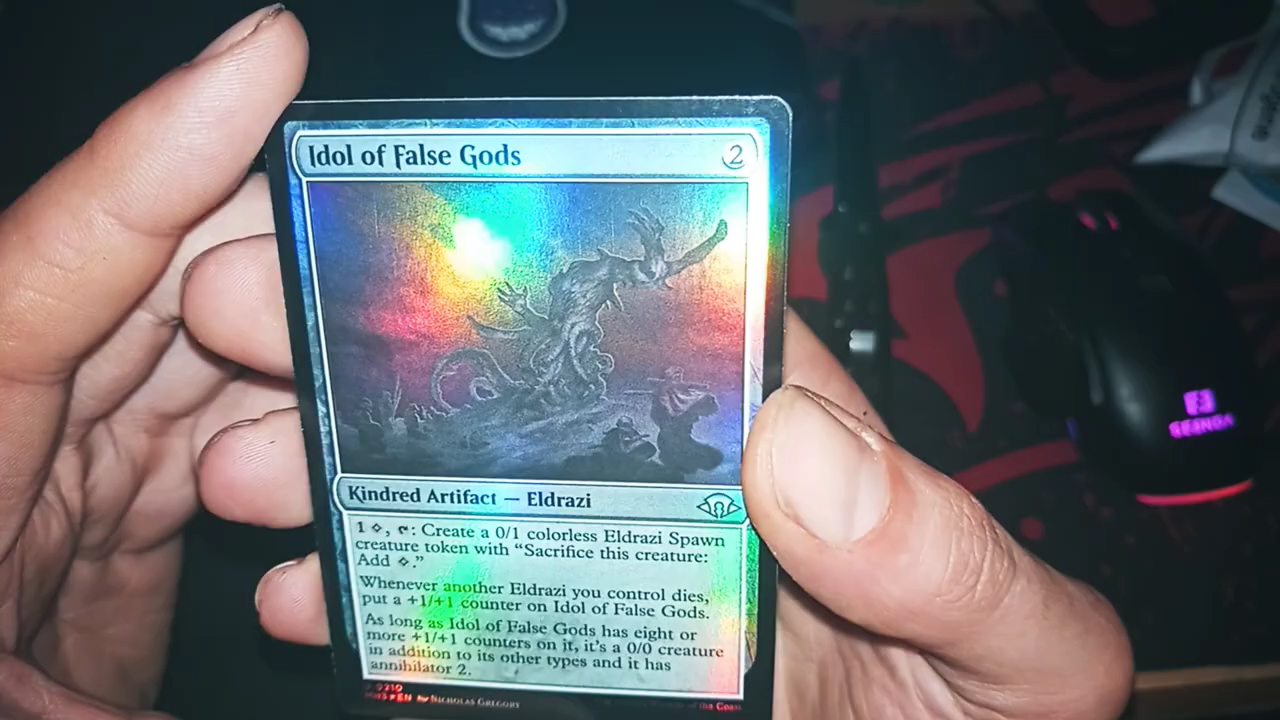 Idol of False Gods 2
Kindred Artifact — Eldrazi
1 ◇, T: Create a 0/1 colorless Eldrazi Spawn
creature token with “Sacrifice this creature:
Add ◇.”
Whenever another Eldrazi you control dies,
put a +1/+1 counter on Idol of False Gods.
As long as Idol of False Gods has eight or
more +1/+1 counters on it, it's a 0/0 creature
in addition to its other types and it has
annihilator 2.
0210
EN NICHOLAS GREGORY